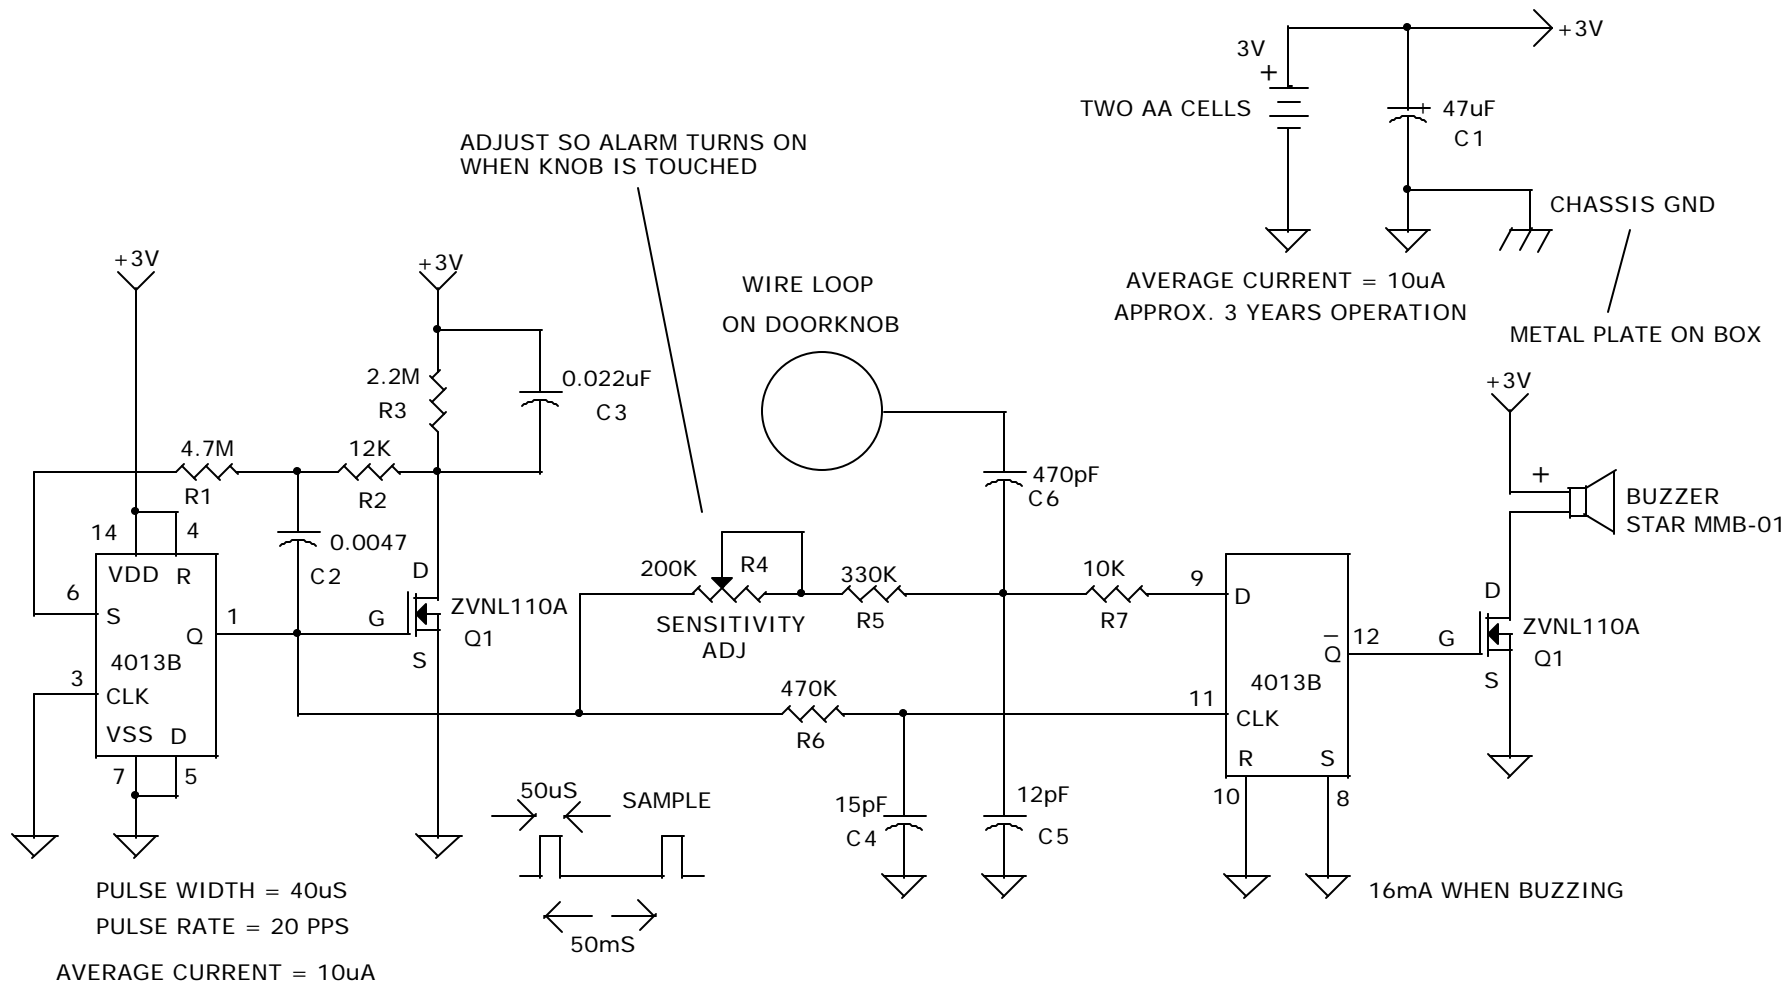 +3V
3V
+
TWO AA CELLS
+
47uF
C1
ADJUST SO ALARM TURNS ON
WHEN KNOB IS TOUCHED
CHASSIS GND
+3V
+3V
WIRE LOOP
ON DOORKNOB
AVERAGE CURRENT = 10uA
APPROX. 3 YEARS OPERATION
METAL PLATE ON BOX
2.2M
R3
0.022uF
C3
+3V
4.7M
R1
12K
R2
470pF
C6
+
BUZZER
STAR MMB-01
14
4
0.0047
C2
VDD
R
6
S
1
Q
4013B
3
CLK
VSS
D
7
5
D
G
S
ZVNL110A
Q1
200K
R4
SENSITIVITY
ADJ
330K
R5
10K
R7
9
D
Q
12
4013B
11
CLK
R
S
10
8
D
G
S
ZVNL110A
Q1
470K
R6
50uS
SAMPLE
50mS
15pF
C4
12pF
C5
PULSE WIDTH = 40uS
PULSE RATE = 20 PPS
AVERAGE CURRENT = 10uA
16mA WHEN BUZZING